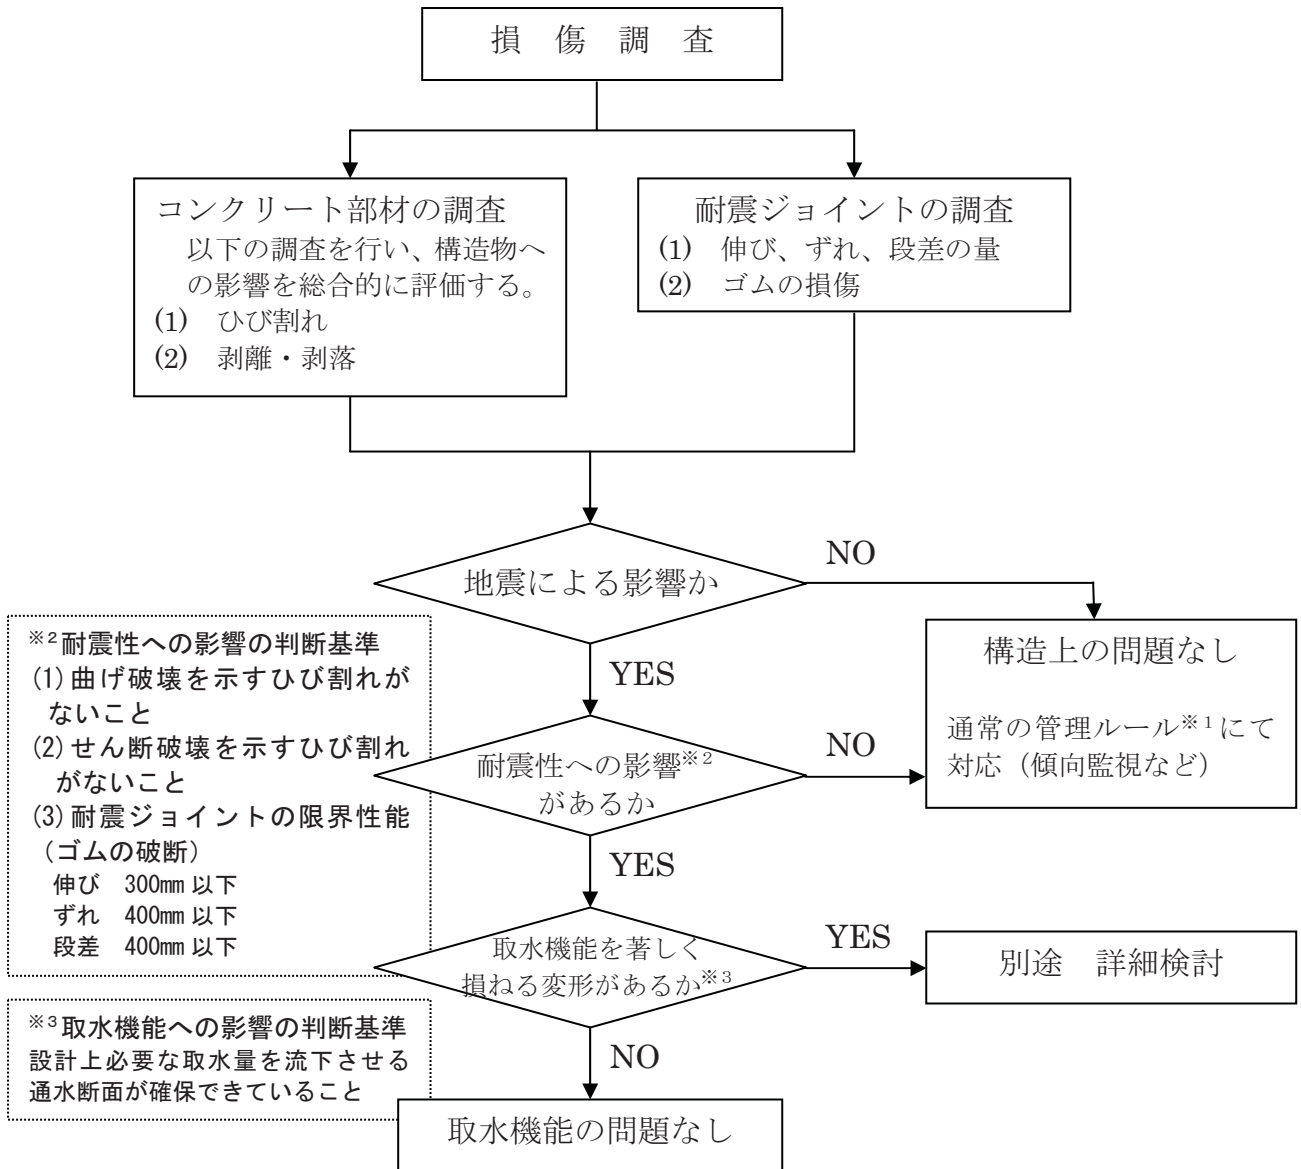 損　傷　調　査
コンクリート部材の調査
以下の調査を行い、構造物へ
の影響を総合的に評価する。
(1)　ひび割れ
(2)　剥離・剥落
耐震ジョイントの調査
(1)　伸び、ずれ、段差の量
(2)　ゴムの損傷
地震による影響か
NO
YES
構造上の問題なし
通常の管理ルール※1にて
対応（傾向監視など）
※2耐震性への影響の判断基準
(1)曲げ破壊を示すひび割れが
ないこと
(2)せん断破壊を示すひび割れ
がないこと
(3)耐震ジョイントの限界性能
（ゴムの破断）
伸び　300㎜以下
ずれ　400㎜以下
段差　400㎜以下
耐震性への影響※2
があるか
NO
YES
取水機能を著しく
損ねる変形があるか※3
YES
別途　詳細検討
NO
※3取水機能への影響の判断基準
設計上必要な取水量を流下させる
通水断面が確保できていること
取水機能の問題なし